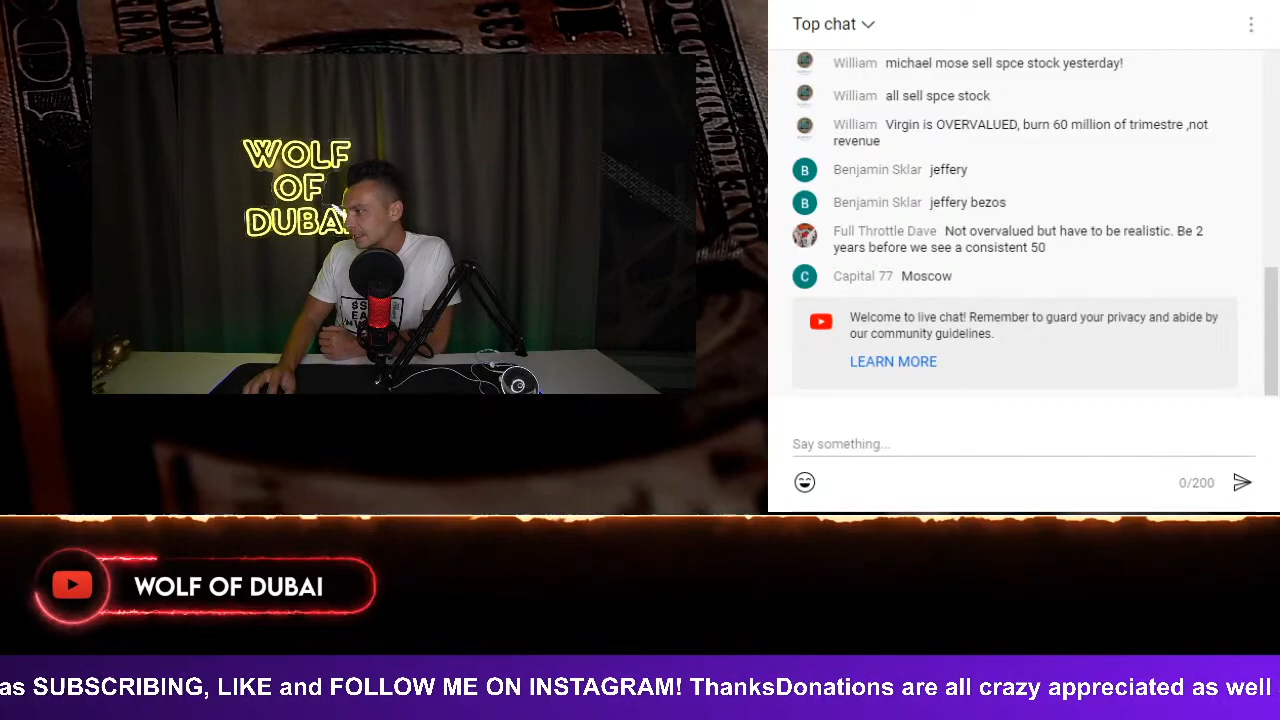 Top chat
William michael mose sell spce stock yesterday!
William all sell spce stock
William Virgin is OVERVALUED, burn 60 million of trimestre ,not
revenue
B Benjamin Sklar jeffery
B Benjamin Sklar jeffery bezos
Full Throttle Dave Not overvalued but have to be realistic. Be 2
years before we see a consistent 50
C Capital 77 Moscow
Welcome to live chat! Remember to guard your privacy and abide by
our community guidelines.
LEARN MORE
Say something...
0/200
WOLF
OF
DUBAI
WOLF OF DUBAI
as SUBSCRIBING, LIKE and FOLLOW ME ON INSTAGRAM! ThanksDonations are all crazy appreciated as well